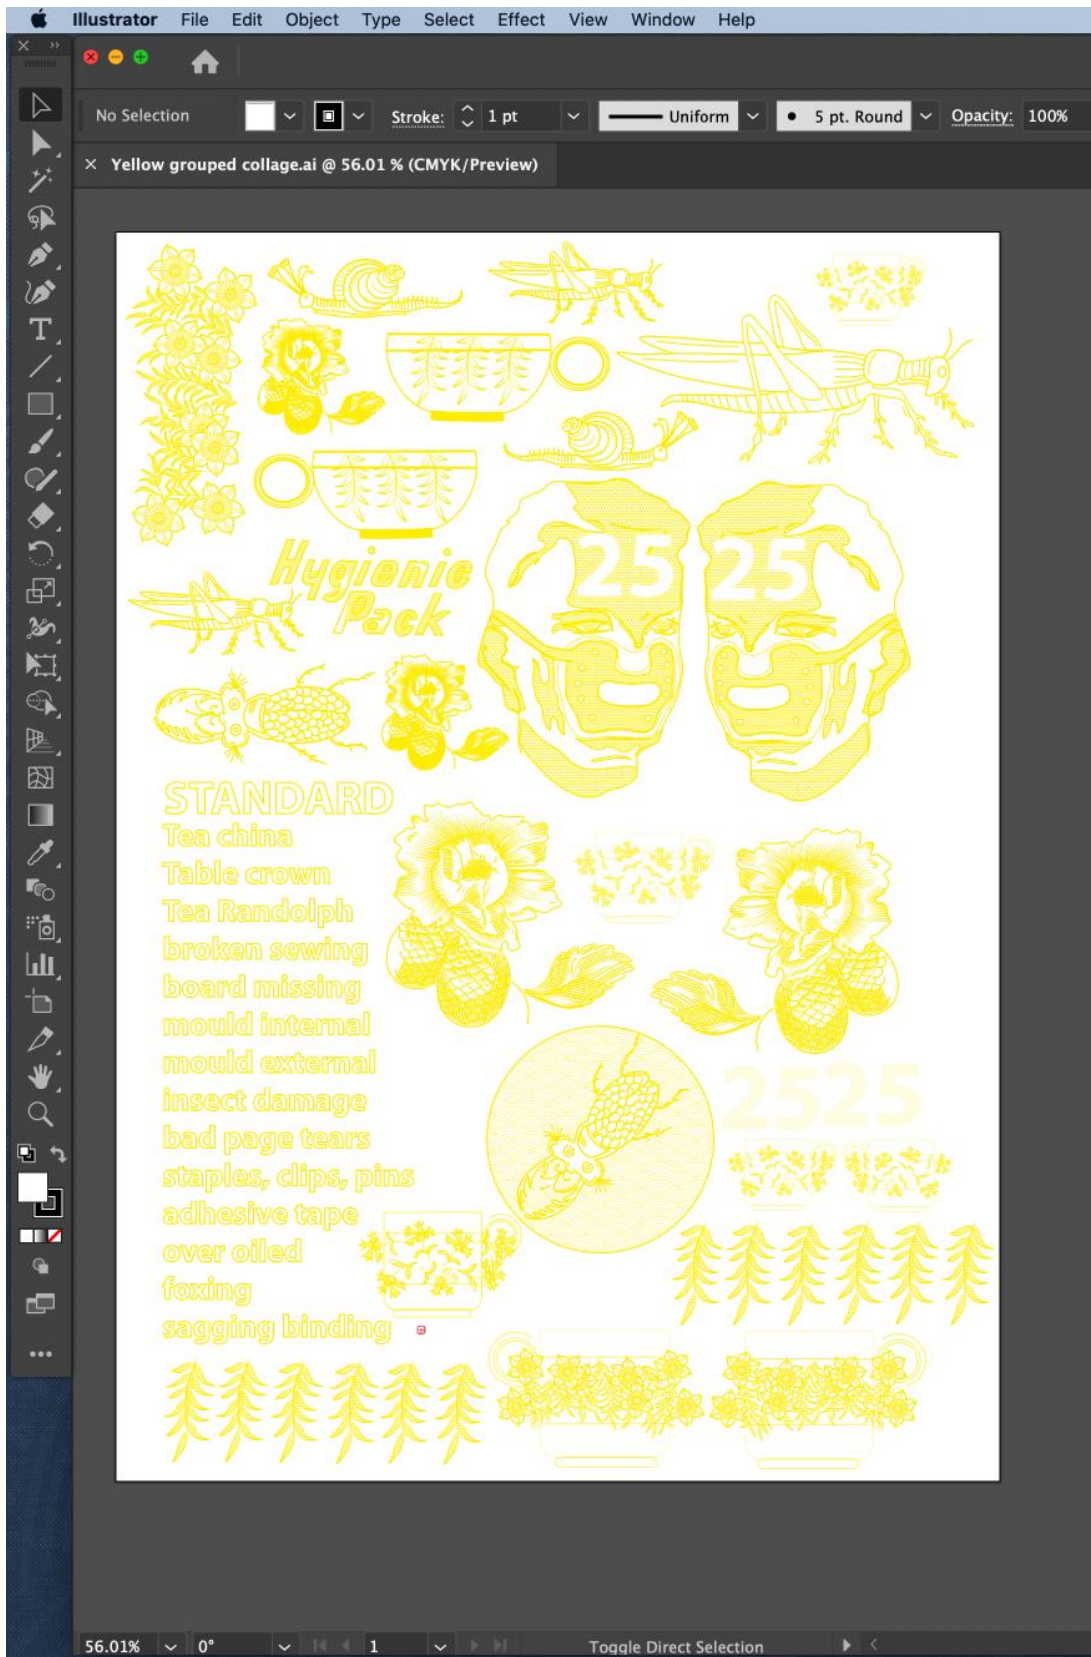 Illustrator File Edit Object Type Select Effect View Window Help
No Selection Stroke: 1 pt Uniform 5 pt. Round Opacity: 100%
Yellow grouped collage.ai @ 56.01 % (CMYK/Preview)
25 25
Hygienic
Pack
STANDARD
Tea china
Table crown
Tea Randolph
broken sewing
board missing
mould internal
mould external
insect damage
bad page tears
staples, clips, pins
adhesive tape
over oiled
foxing
sagging binding
2525
56.01% 0° 1 Toggle Direct Selection